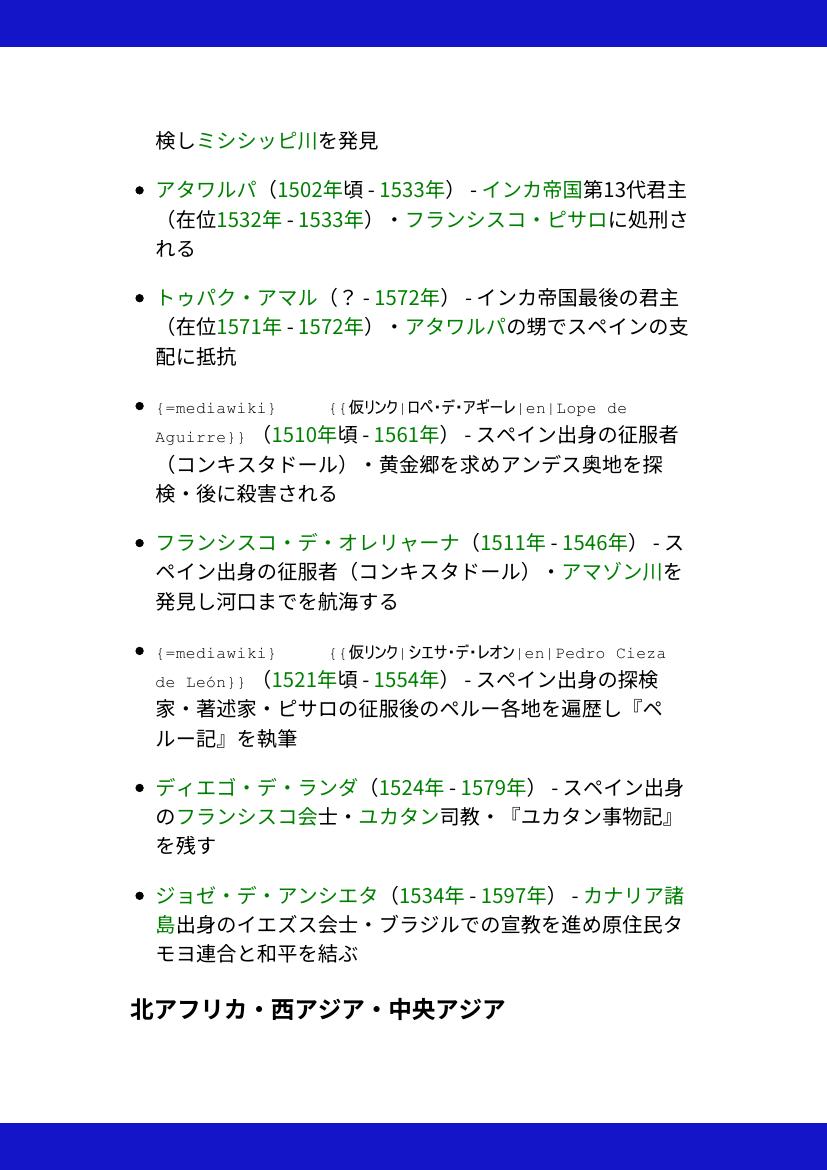 検しミシシッピ川を発見
• アタワルパ（1502年頃 - 1533年） - インカ帝国第13代君主
（在位1532年 - 1533年）・フランシスコ・ピサロに処刑さ
れる
• トゥパク・アマル（？ - 1572年） - インカ帝国最後の君主
（在位1571年 - 1572年）・アタワルパの甥でスペインの支
配に抵抗
• {=mediawiki} {{仮リンク|ロペ・デ・アギーレ|en|Lope de
Aguirre}} （1510年頃 - 1561年） - スペイン出身の征服者
（コンキスタドール）・黄金郷を求めアンデス奥地を探
検・後に殺害される
• フランシスコ・デ・オレリャーナ（1511年 - 1546年） - ス
ペイン出身の征服者（コンキスタドール）・アマゾン川を
発見し河口までを航海する
• {=mediawiki} {{仮リンク|シエサ・デ・レオン|en|Pedro Cieza
de León}} （1521年頃 - 1554年） - スペイン出身の探検
家・著述家・ピサロの征服後のペルー各地を遍歴し『ペ
ルー記』を執筆
• ディエゴ・デ・ランダ（1524年 - 1579年） - スペイン出身
のフランシスコ会士・ユカタン司教・『ユカタン事物記』
を残す
• ジョゼ・デ・アンシエタ（1534年 - 1597年） - カナリア諸
島出身のイエズス会士・ブラジルでの宣教を進め原住民タ
モヨ連合と和平を結ぶ
北アフリカ・西アジア・中央アジア